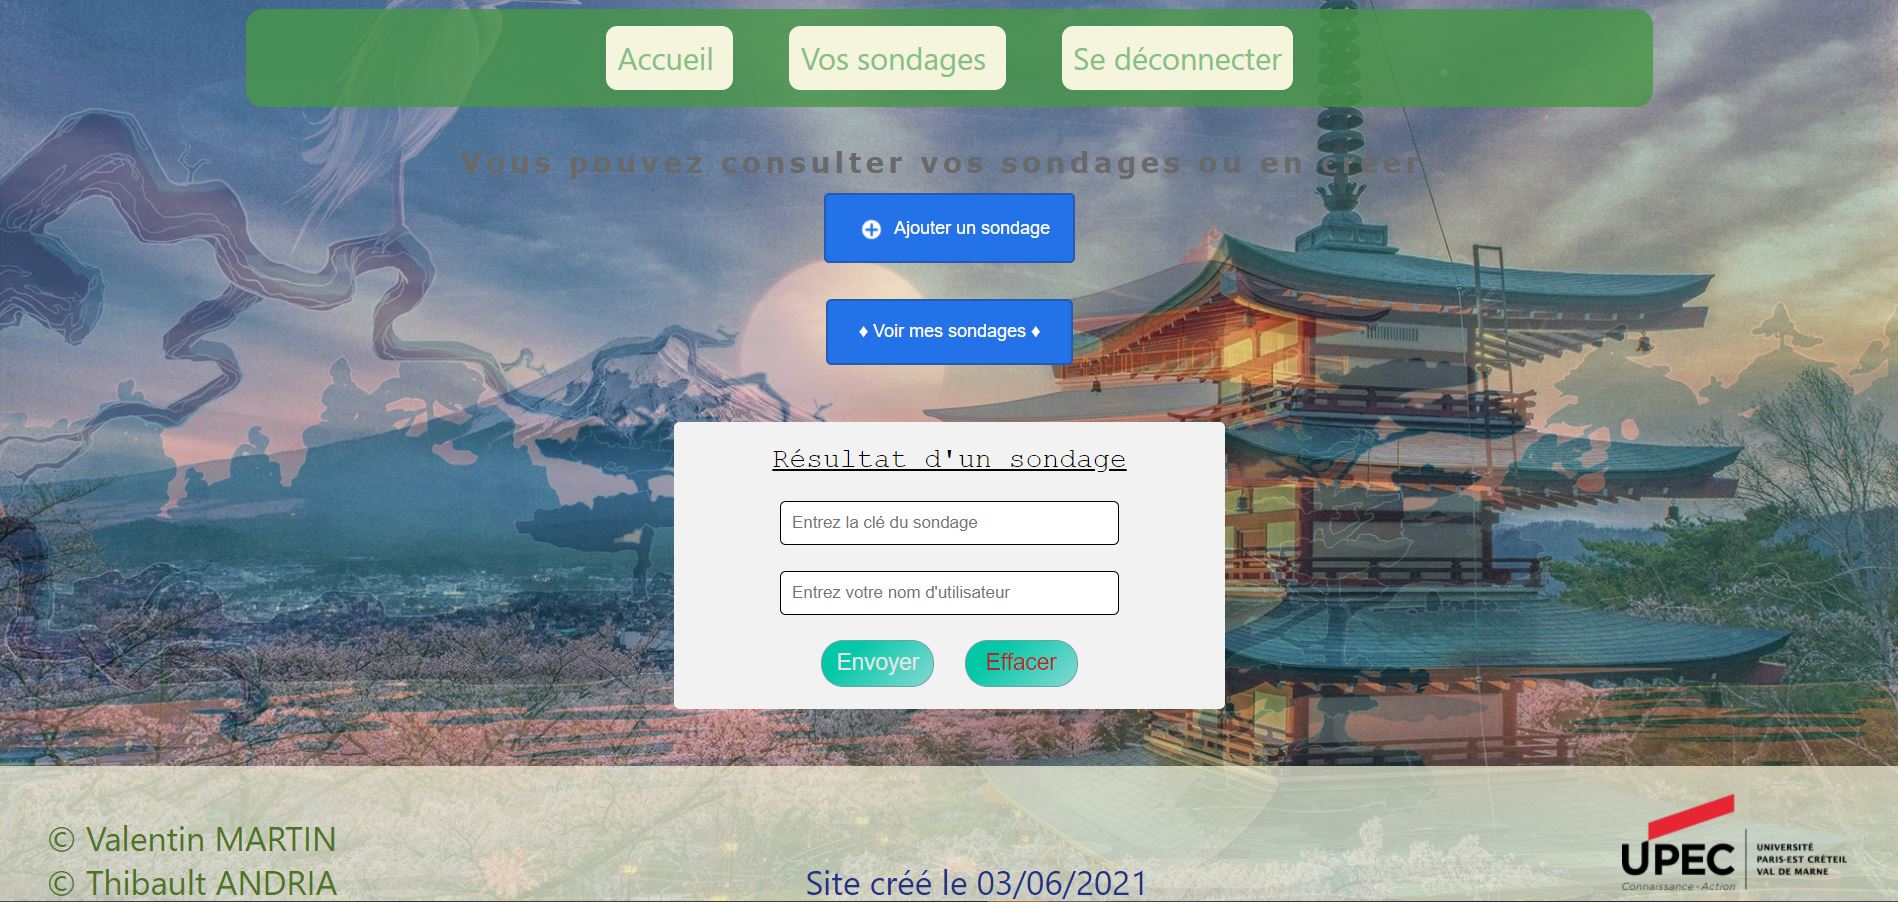 Accueil
Vos sondages
Se déconnecter
Vous pouvez consulter vos sondages ou en créer
Ajouter un sondage
♦ Voir mes sondages ♦
Résultat d'un sondage
Entrez la clé du sondage
Entrez votre nom d'utilisateur
Envoyer
Effacer
© Valentin MARTIN
© Thibault ANDRIA
Site créé le 03/06/2021
UPEC
Connaissance - Action
UNIVERSITÉ
PARIS-EST CRÉTEIL
VAL DE MARNE